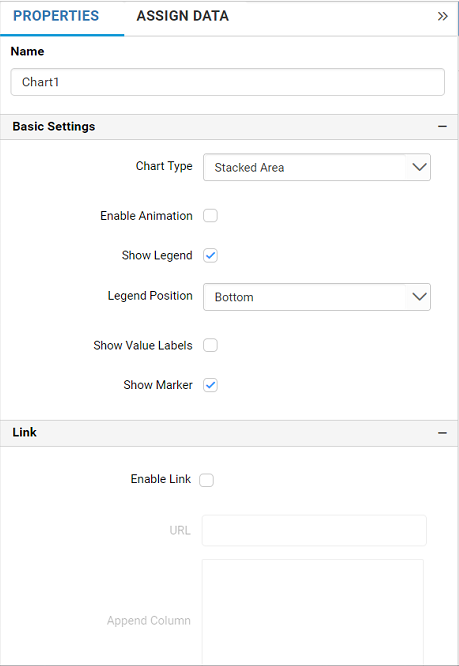 PROPERTIES ASSIGN DATA
Name
Chart1
Basic Settings
Chart Type Stacked Area
Enable Animation
Show Legend
Legend Position Bottom
Show Value Labels
Show Marker
Link
Enable Link
URL
Append Column